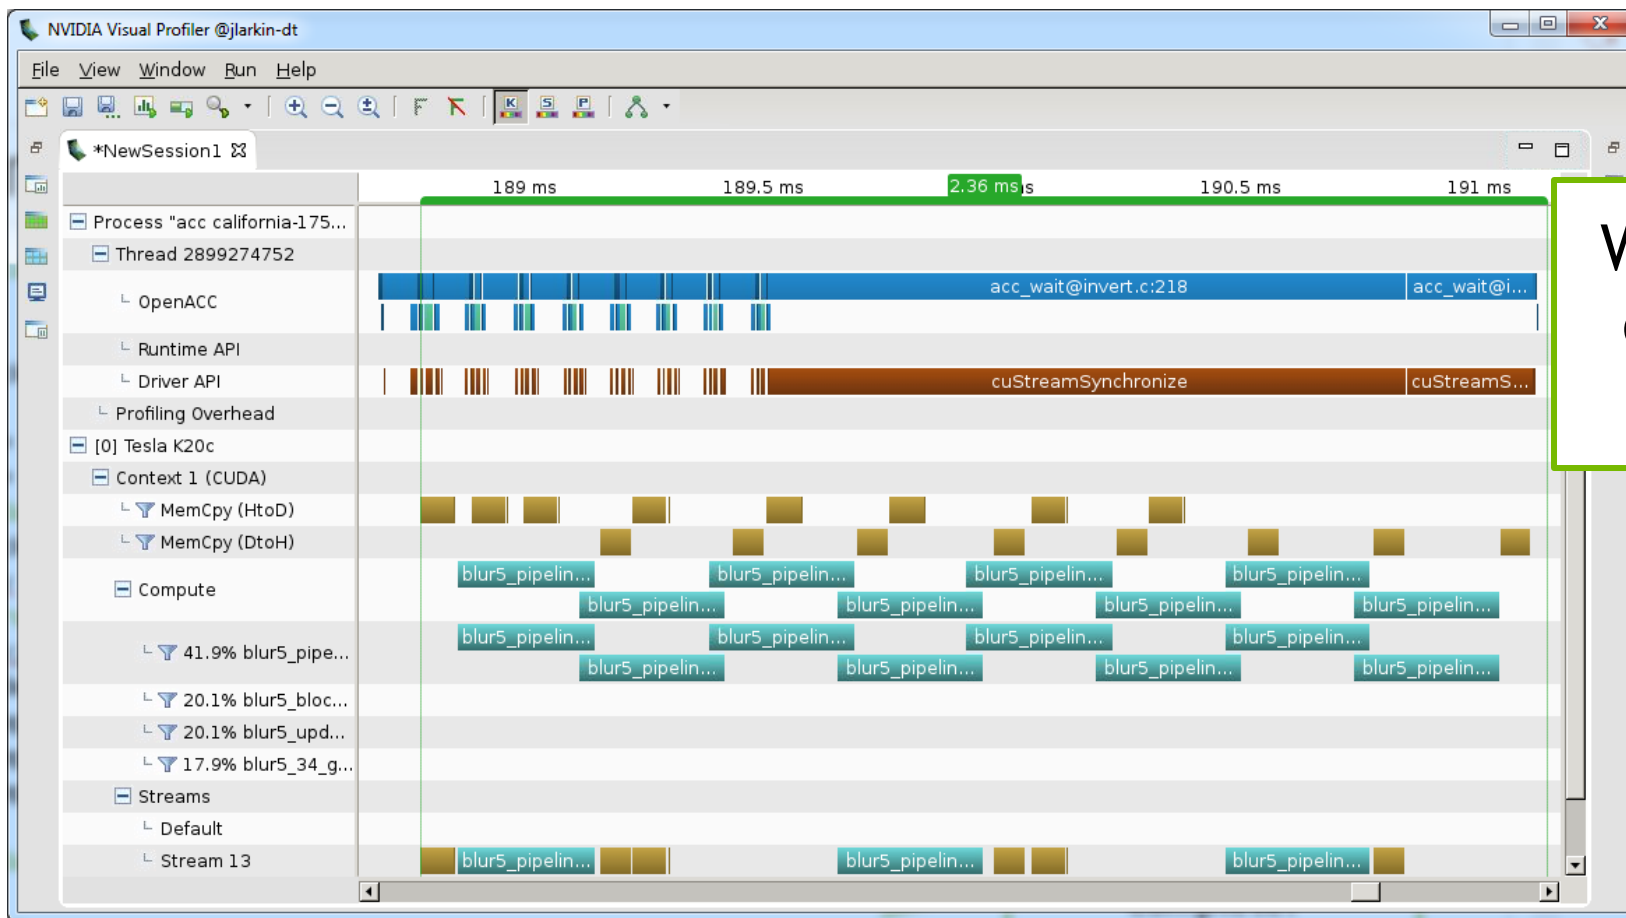 NVIDIA Visual Profiler @jlarkin-dt
File View Window Run Help
*NewSession1
189 ms 189.5 ms 2.36 ms s 190.5 ms 191 ms
Process "acc california-175...
Thread 2899274752
OpenACC acc_wait@invert.c:218 acc_wait@i...
Runtime API
Driver API cuStreamSynchronize cuStreamS...
Profiling Overhead
[0] Tesla K20c
Context 1 (CUDA)
MemCpy (HtoD)
MemCpy (DtoH)
blur5_pipelin... blur5_pipelin... blur5_pipelin... blur5_pipelin...
Compute
blur5_pipelin... blur5_pipelin... blur5_pipelin... blur5_pipelin...
blur5_pipelin... blur5_pipelin... blur5_pipelin... blur5_pipelin...
41.9% blur5_pipe...
blur5_pipelin... blur5_pipelin... blur5_pipelin... blur5_pipelin...
20.1% blur5_bloc...
20.1% blur5_upd...
17.9% blur5_34_g...
Streams
Default
Stream 13 blur5_pipelin... blur5_pipelin... blur5_pipelin...